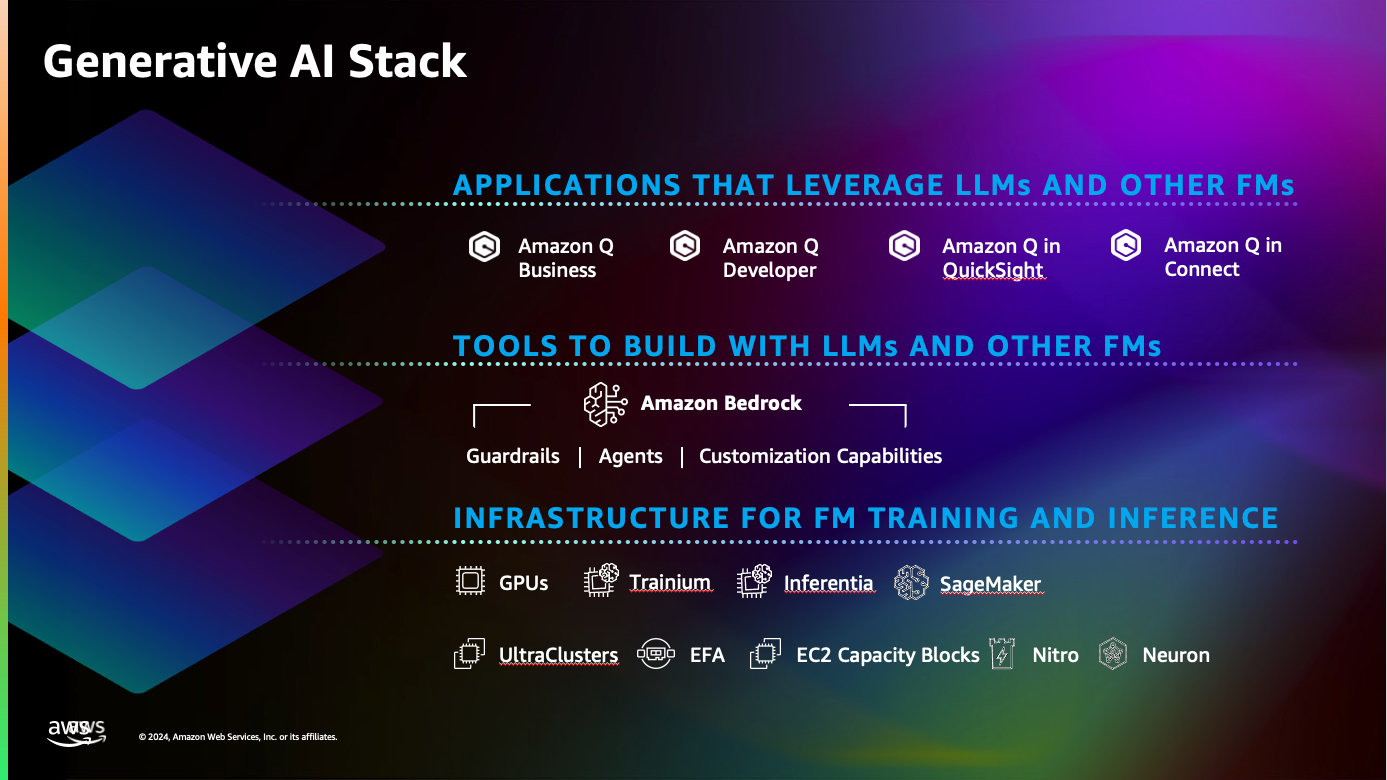 Generative AI Stack
APPLICATIONS THAT LEVERAGE LLMs AND OTHER FMs
Amazon Q Business
Amazon Q Developer
Amazon Q in QuickSight
Amazon Q in Connect
TOOLS TO BUILD WITH LLMs AND OTHER FMs
Amazon Bedrock
Guardrails | Agents | Customization Capabilities
INFRASTRUCTURE FOR FM TRAINING AND INFERENCE
GPUs Trainium Inferentia SageMaker
UltraClusters EFA EC2 Capacity Blocks Nitro Neuron
aws aws
© 2024, Amazon Web Services, Inc. or its affiliates.